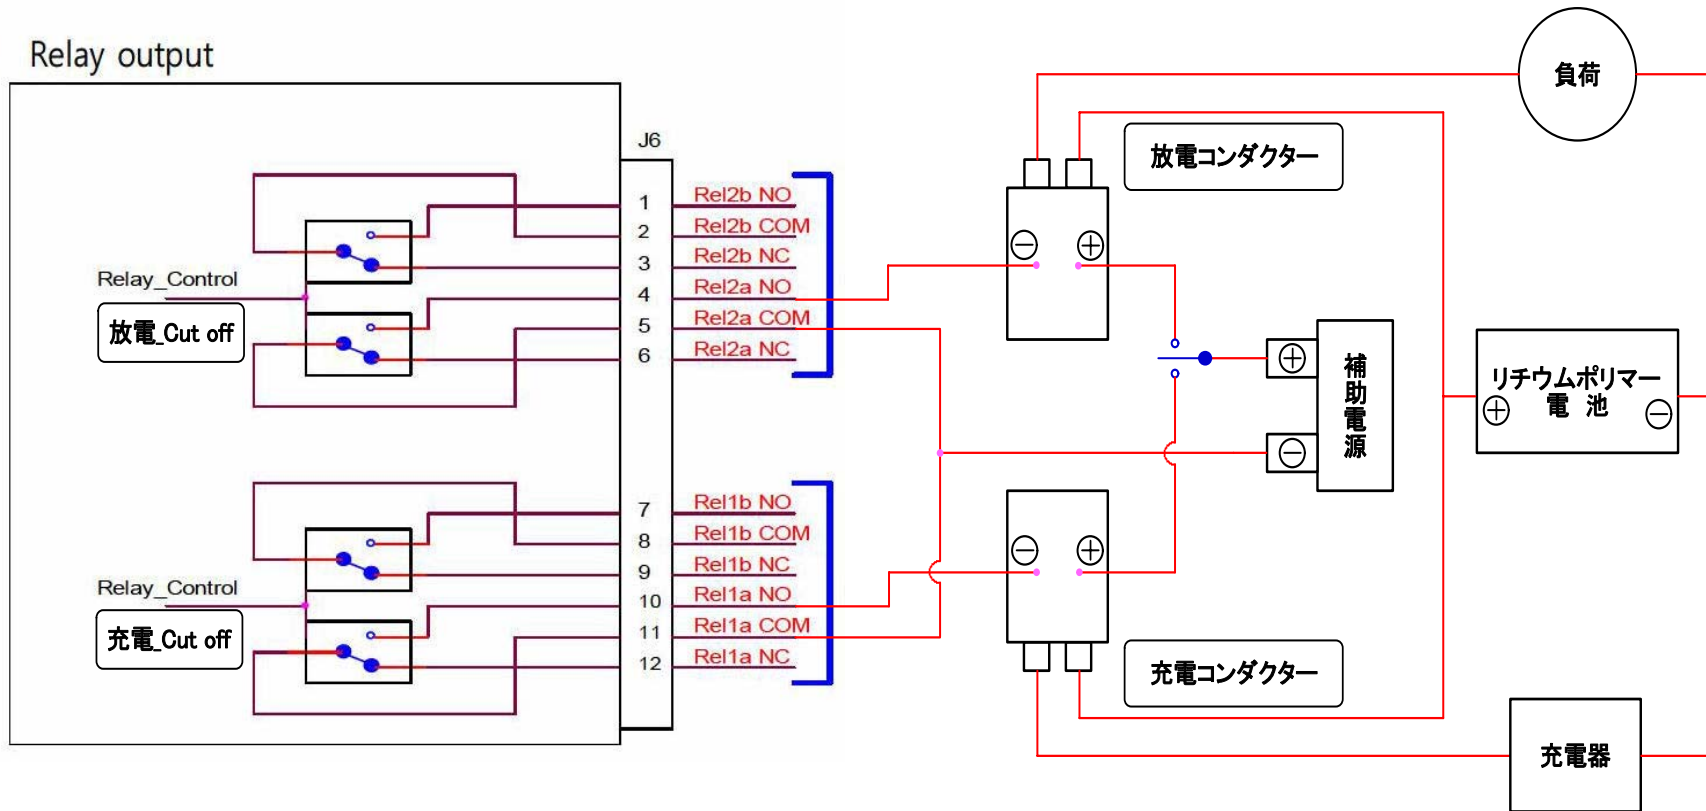 Relay output
J6
1
2
3
4
5
6
7
8
9
10
11
12
Rel2b NO
Rel2b COM
Rel2b NC
Rel2a NO
Rel2a COM
Rel2a NC
Rel1b NO
Rel1b COM
Rel1b NC
Rel1a NO
Rel1a COM
Rel1a NC
Relay_Control
放電_Cut off
Relay_Control
充電_Cut off
放電コンダクター
− +
充電コンダクター
− +
補助電源
+
−
リチウムポリマー
電 池
+ −
負荷
充電器